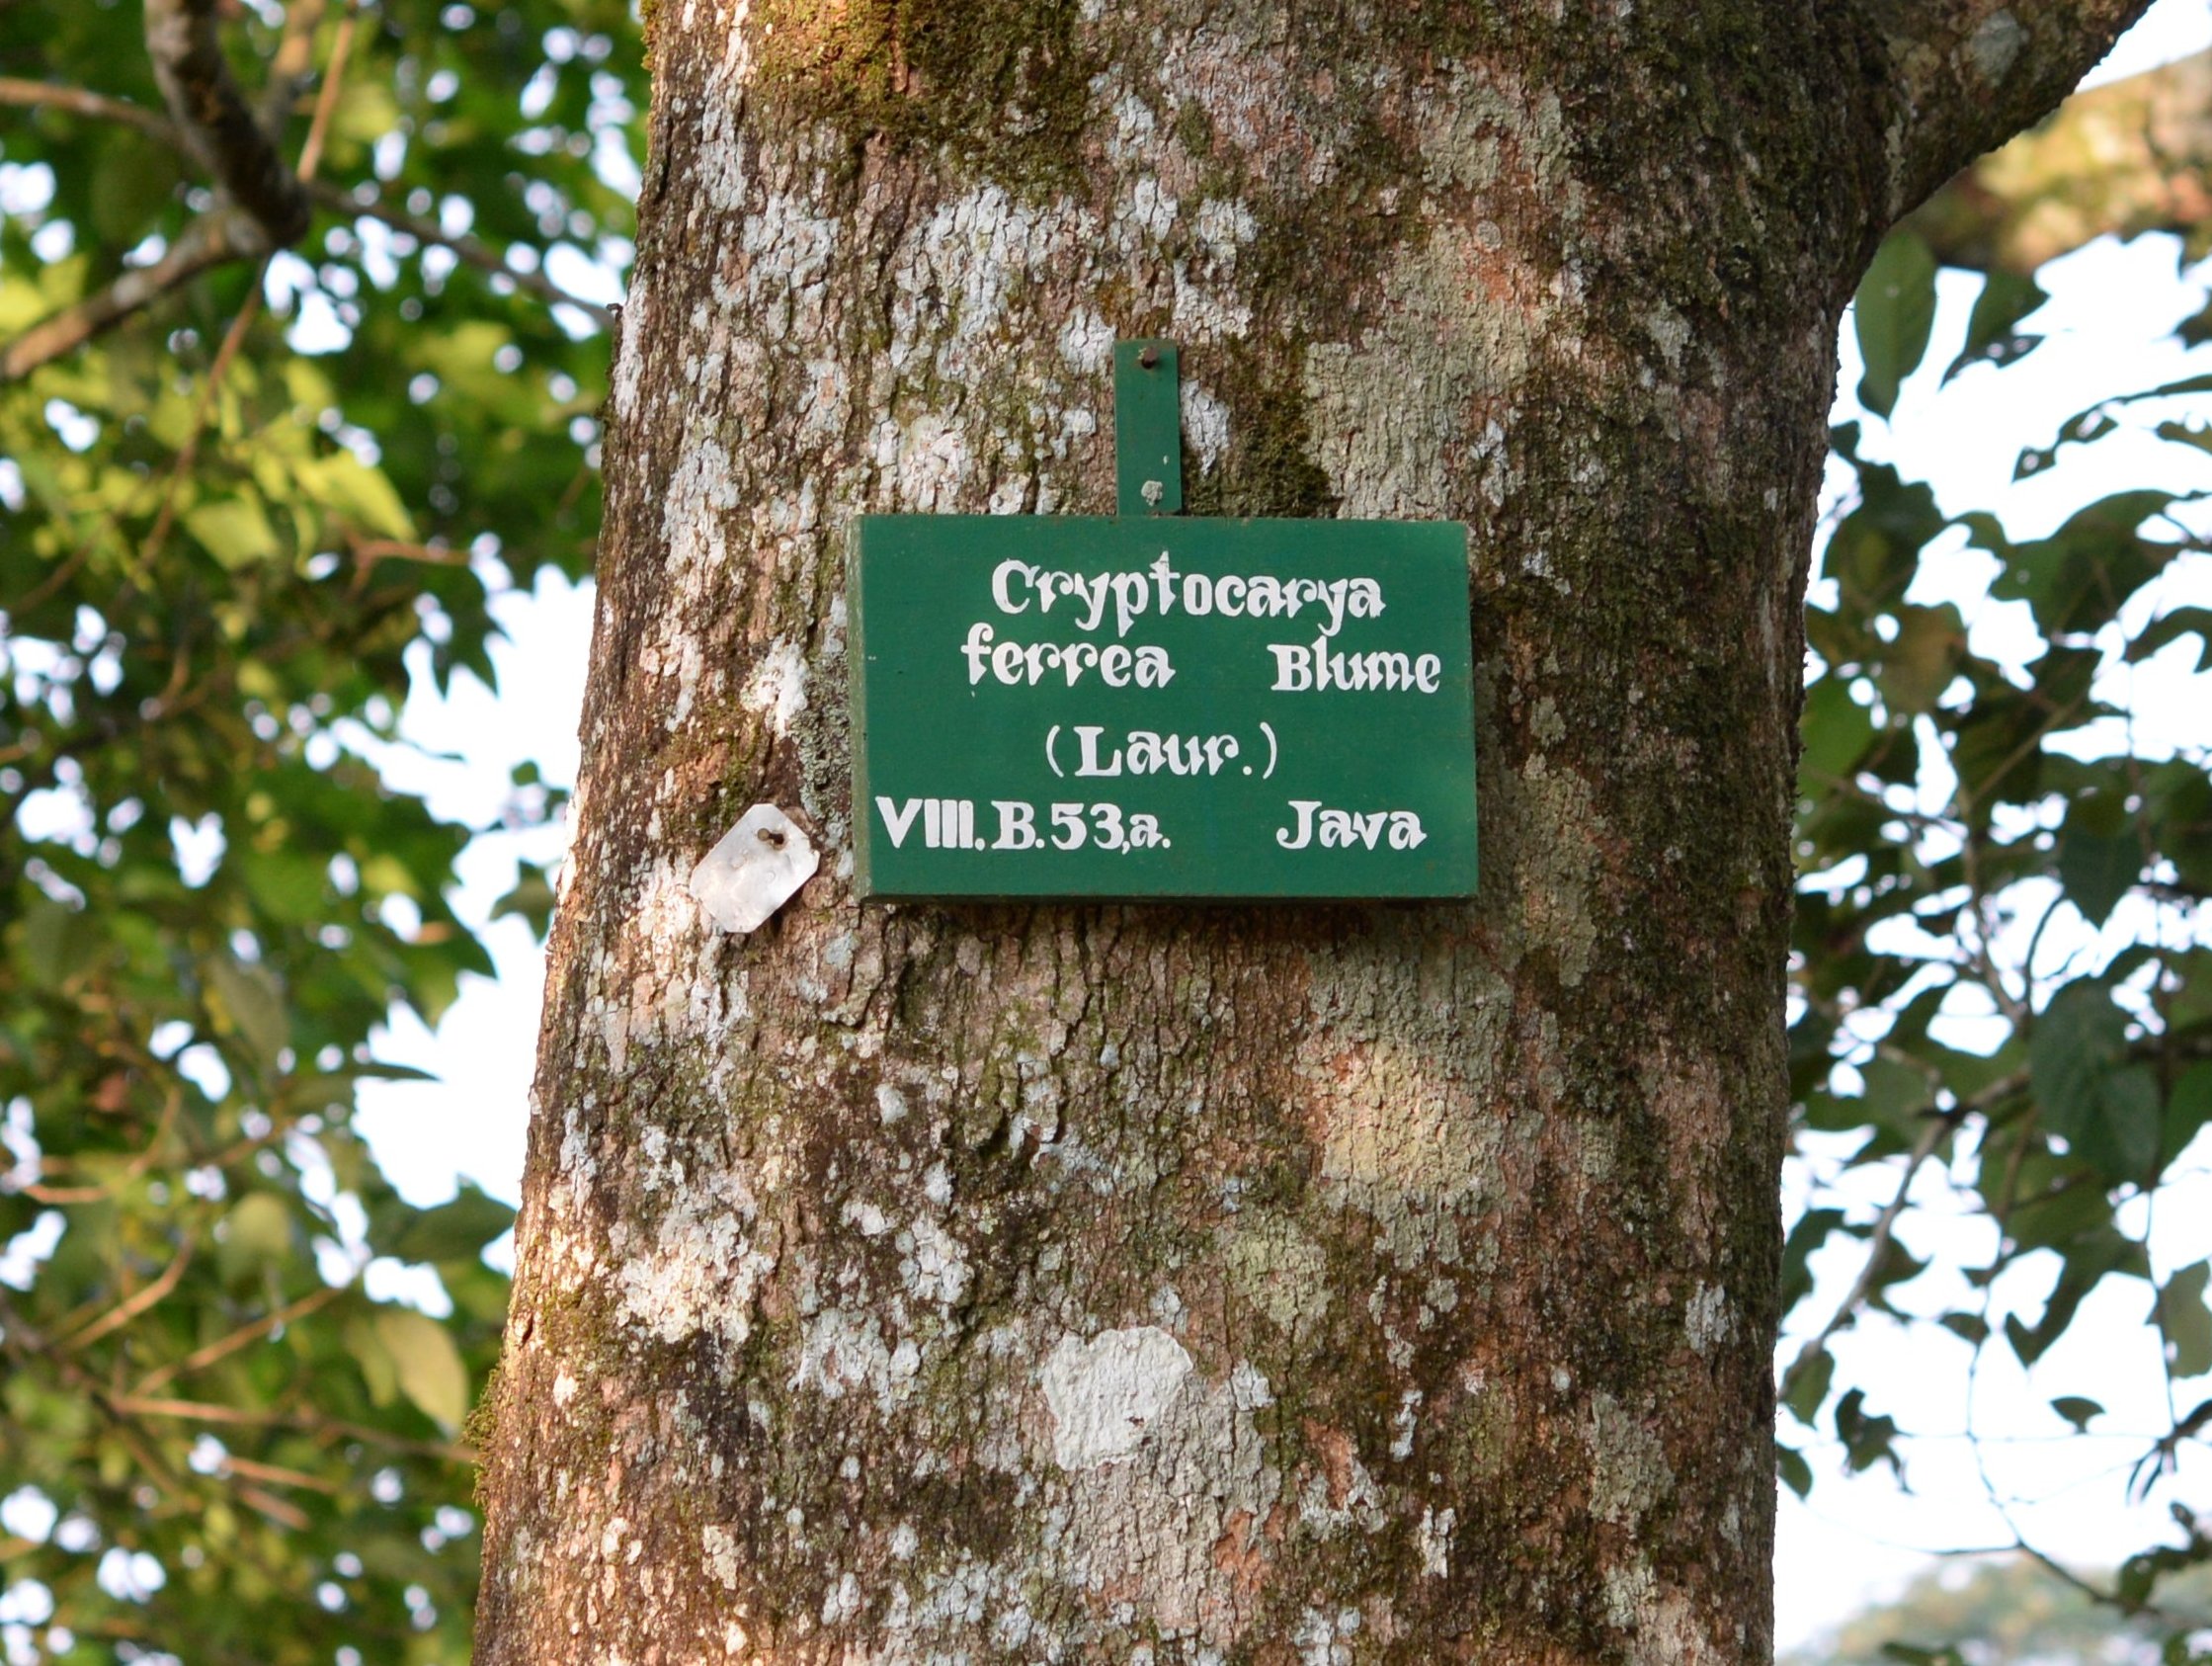 Cryptocarya
ferrea Blume
(Laur.)
VIII.B.53,a. Java